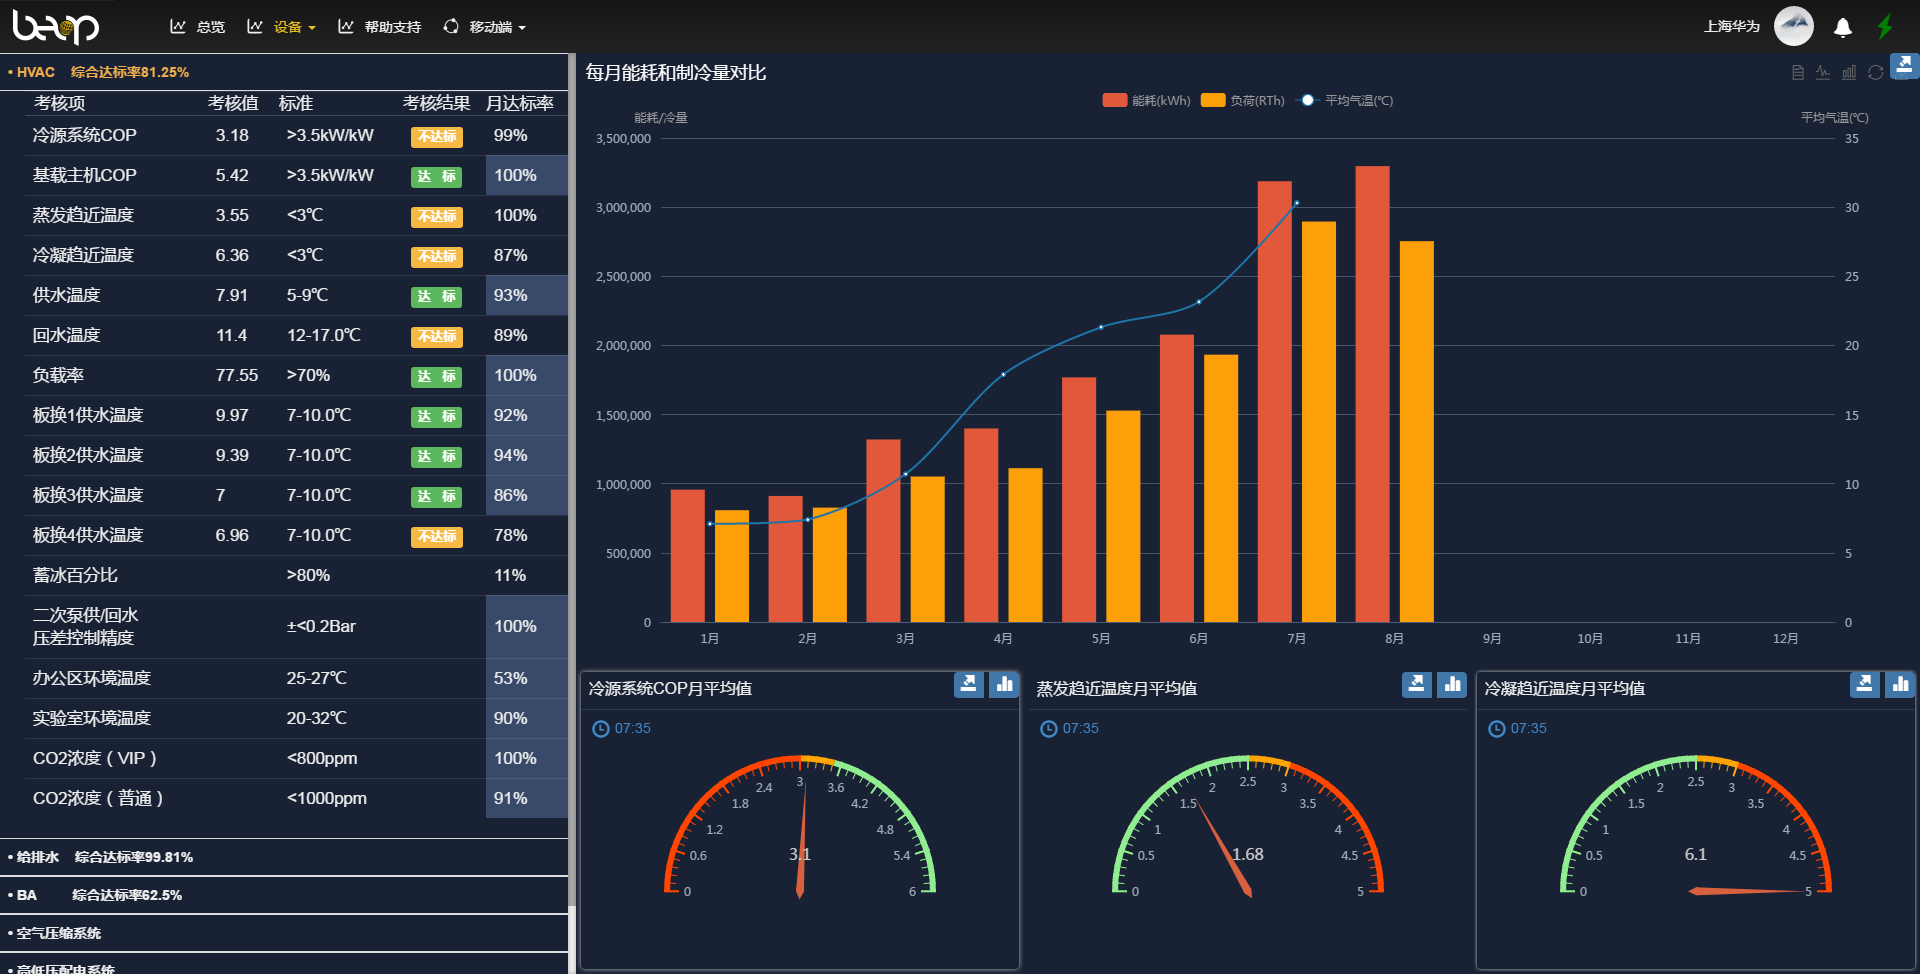 beop 总览 设备 帮助支持 移动端 上海华为
• HVAC 综合达标率81.25%
考核项 考核值 标准 考核结果 月达标率
冷源系统COP 3.18 >3.5kW/kW 不达标 99%
基载主机COP 5.42 >3.5kW/kW 达 标 100%
蒸发趋近温度 3.55 <3℃ 不达标 100%
冷凝趋近温度 6.36 <3℃ 不达标 87%
供水温度 7.91 5-9℃ 达 标 93%
回水温度 11.4 12-17.0℃ 不达标 89%
负载率 77.55 >70% 达 标 100%
板换1供水温度 9.97 7-10.0℃ 达 标 92%
板换2供水温度 9.39 7-10.0℃ 达 标 94%
板换3供水温度 7 7-10.0℃ 达 标 86%
板换4供水温度 6.96 7-10.0℃ 不达标 78%
蓄冰百分比 >80% 11%
二次泵供/回水
压差控制精度 ±<0.2Bar 100%
办公区环境温度 25-27℃ 53%
实验室环境温度 20-32℃ 90%
CO2浓度（VIP） <800ppm 100%
CO2浓度（普通） <1000ppm 91%
• 给排水 综合达标率99.81%
• BA 综合达标率62.5%
• 空气压缩系统
• 高低压配电系统
每月能耗和制冷量对比
能耗(kWh) 负荷(RTh) 平均气温(℃)
能耗/冷量 平均气温(℃)
3,500,000 35
3,000,000 30
2,500,000 25
2,000,000 20
1,500,000 15
1,000,000 10
500,000 5
0 0
1月 2月 3月 4月 5月 6月 7月 8月 9月 10月 11月 12月
冷源系统COP月平均值
07:35
0 0.6 1.2 1.8 2.4 3 3.6 4.2 4.8 5.4 6
3.1
蒸发趋近温度月平均值
07:35
0 0.5 1 1.5 2 2.5 3 3.5 4 4.5 5
1.68
冷凝趋近温度月平均值
07:35
0 0.5 1 1.5 2 2.5 3 3.5 4 4.5 5
6.1